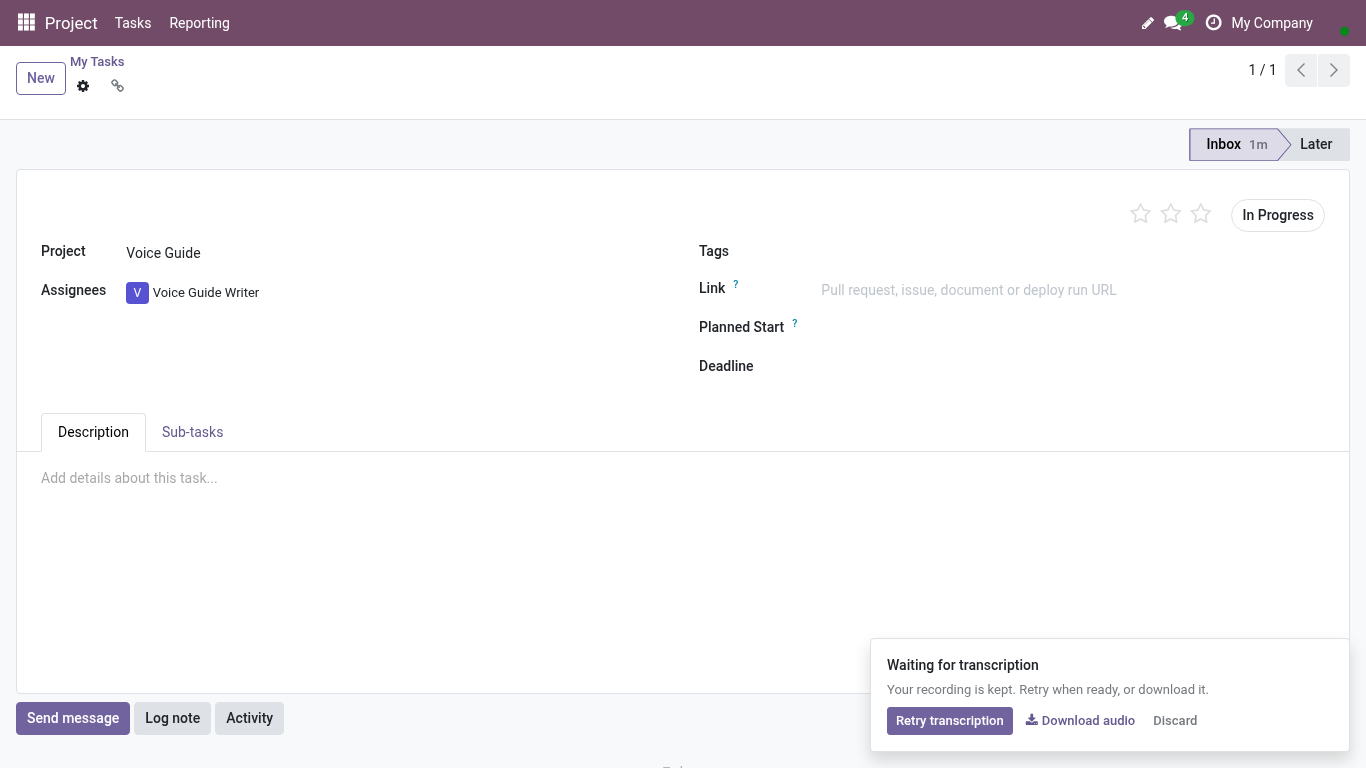 Project Tasks Reporting 4 My Company
My Tasks
New
1 / 1
Inbox 1m Later
In Progress
Project Voice Guide
Tags
Assignees V Voice Guide Writer
Link ? Pull request, issue, document or deploy run URL
Planned Start ?
Deadline
Description Sub-tasks
Add details about this task...
Waiting for transcription
Your recording is kept. Retry when ready, or download it.
Retry transcription Download audio Discard
Send message Log note Activity